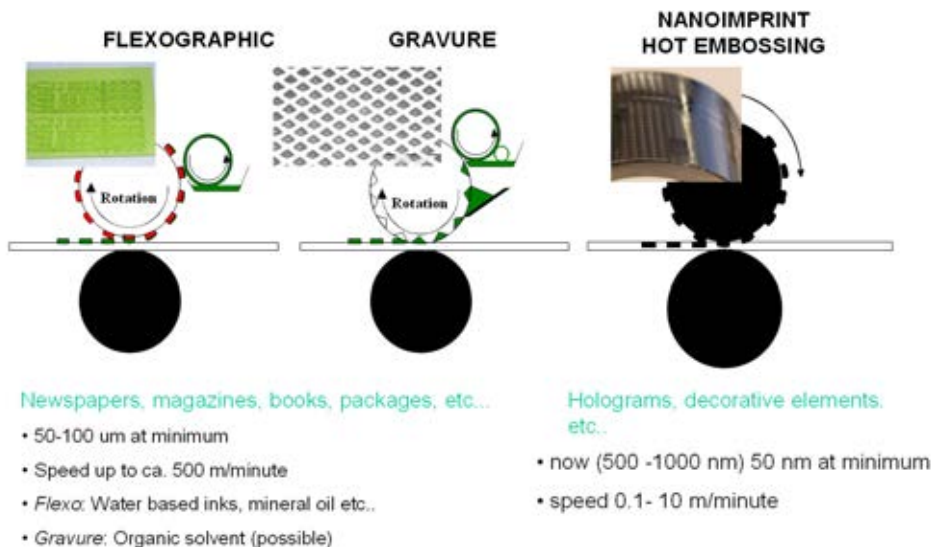 FLEXOGRAPHIC
GRAVURE
NANOIMPRINT
HOT EMBOSSING
Rotation
Rotation
Newspapers, magazines, books, packages, etc...
• 50-100 um at minimum
• Speed up to ca. 500 m/minute
• Flexo: Water based inks, mineral oil etc..
• Gravure: Organic solvent (possible)
Holograms, decorative elements.
etc..
• now (500 -1000 nm) 50 nm at minimum
• speed 0.1- 10 m/minute